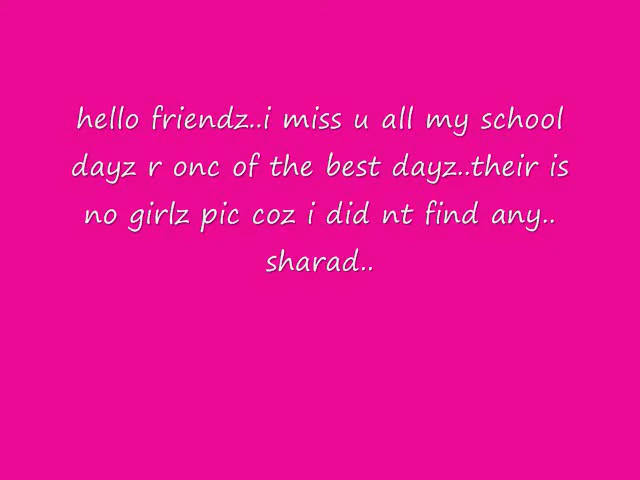 hello friendz..i miss u all my school
dayz r onc of the best dayz..their is
no girlz pic coz i did nt find any..
sharad..